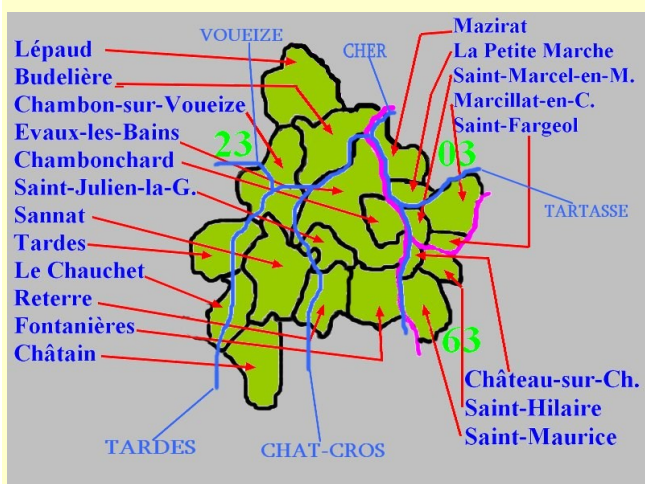 Lépaud
Budelière
Chambon-sur-Voueize
Evaux-les-Bains
Chambonchard
Saint-Julien-la-G.
Sannat
Tardes
Le Chauchet
Reterre
Fontanières
Châtain
VOUEIZE
CHER
23
03
63
TARDES
CHAT-CROS
TARTASSE
Mazirat
La Petite Marche
Saint-Marcel-en-M.
Marcillat-en-C.
Saint-Fargeol
Château-sur-Ch.
Saint-Hilaire
Saint-Maurice